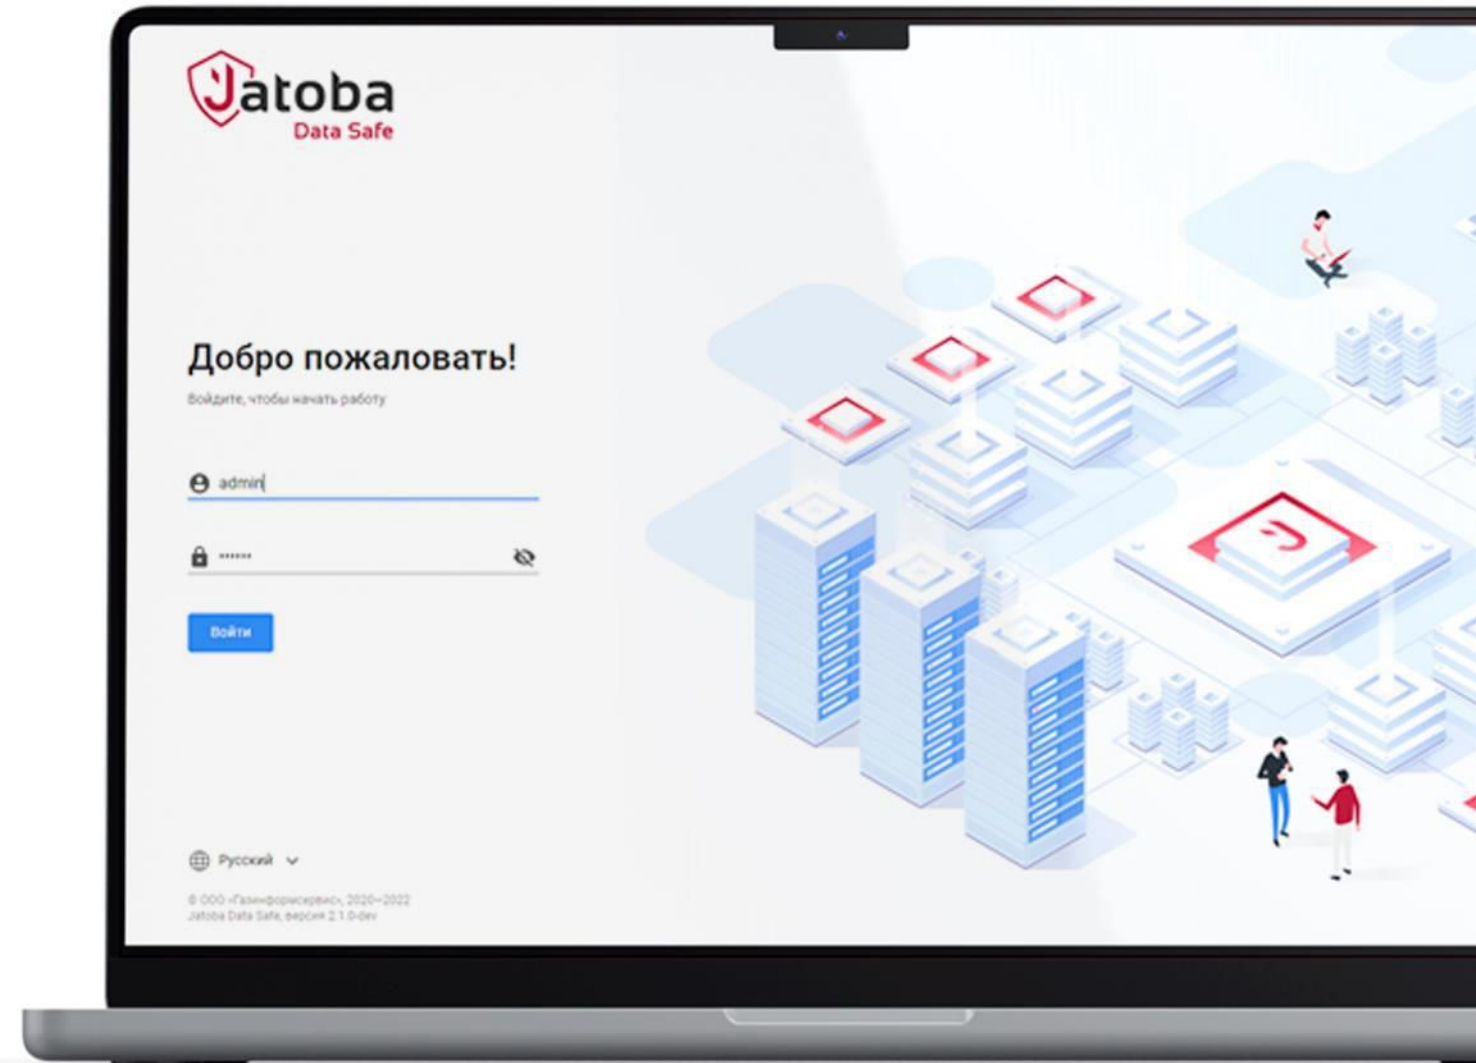 Jatoba
Data Safe
Добро пожаловать!
Войдите, чтобы начать работу
admin
Войти
Русский
© ООО «Газинформсервис», 2020—2022
Jatoba Data Safe, версия 2.1.0-dev